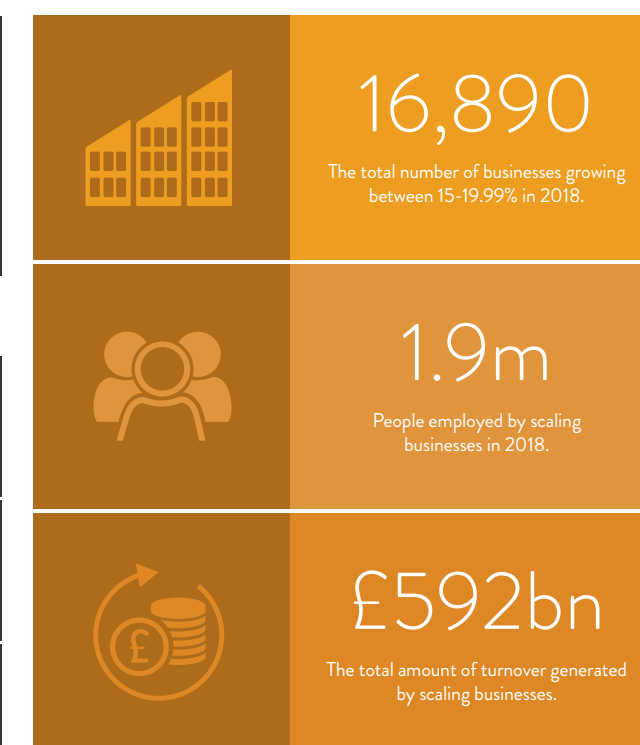 16,890
The total number of businesses growing
between 15-19.99% in 2018.
1.9m
People employed by scaling
businesses in 2018.
£
£592bn
The total amount of turnover generated
by scaling businesses.